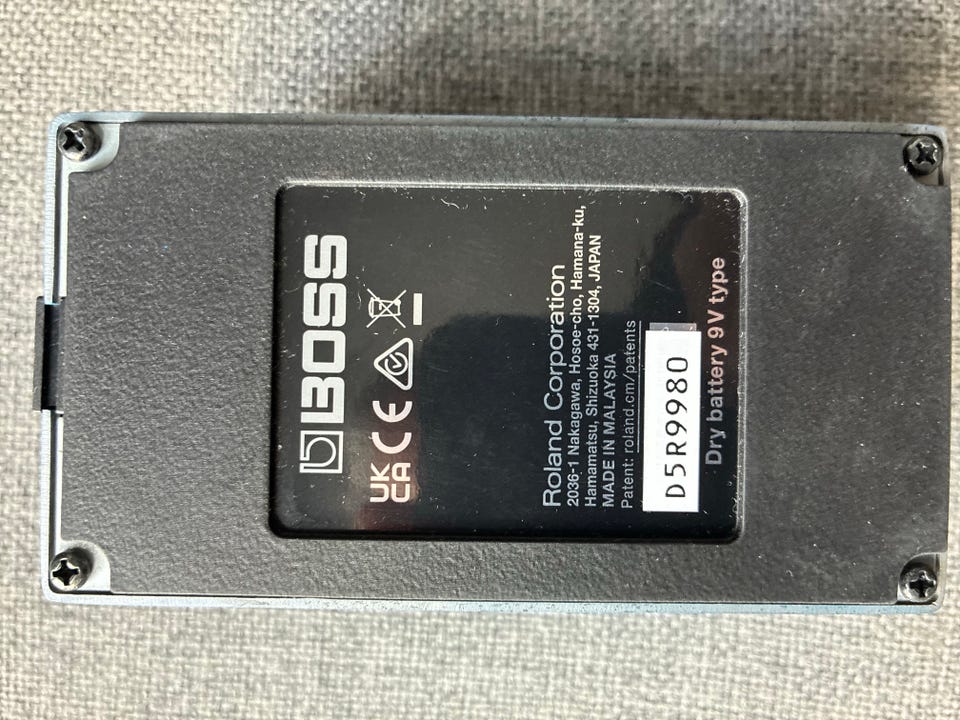 BOSS
UK
CA CE
Roland Corporation
2036-1 Nakagawa, Hosoe-cho, Hamana-ku,
Hamamatsu, Shizuoka 431-1304, JAPAN
MADE IN MALAYSIA
Patent: roland.cm/patents
D5R9980
Dry battery 9V type